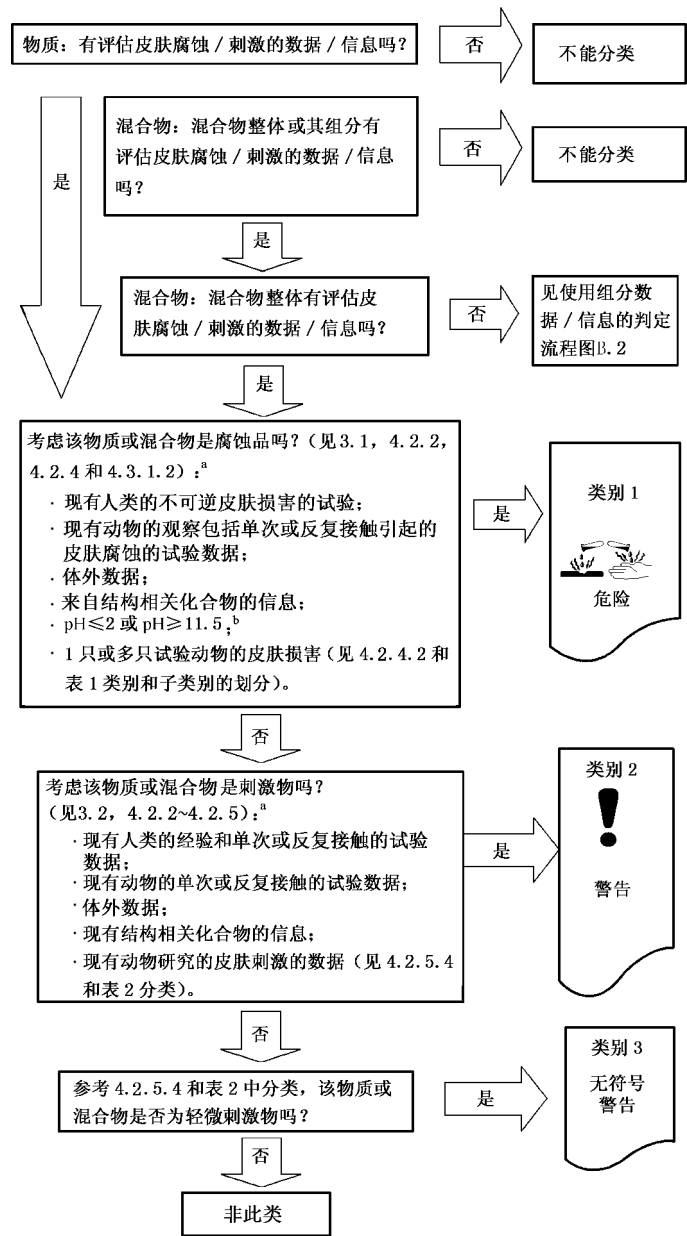 物质：有评估皮肤腐蚀/刺激的数据/信息吗？
否
不能分类
是
混合物：混合物整体或其组分有
评估皮肤腐蚀/刺激的数据/信息
吗？
否
不能分类
是
混合物：混合物整体有评估皮
肤腐蚀/刺激的数据/信息吗？
否
见使用组分数
据/信息的判定
流程图B.2
是
考虑该物质或混合物是腐蚀品吗？（见3.1，4.2.2，
4.2.4和4.3.1.2）：a
·现有人类的不可逆皮肤损害的试验；
·现有动物的观察包括单次或反复接触引起的
皮肤腐蚀的试验数据；
·体外数据；
·来自结构相关化合物的信息；
·pH≤2或pH≥11.5；b
·1只或多只试验动物的皮肤损害（见4.2.4.2和
表1类别和子类别的划分）。
是
类别1
危险
否
考虑该物质或混合物是刺激物吗？
（见3.2，4.2.2~4.2.5）：a
·现有人类的经验和单次或反复接触的试验
数据；
·现有动物的单次或反复接触的试验数据；
·体外数据；
·现有结构相关化合物的信息；
·现有动物研究的皮肤刺激的数据（见4.2.5.4
和表2分类）。
是
类别2
警告
否
参考4.2.5.4和表2中分类，该物质或
混合物是否为轻微刺激物吗？
是
类别3
无符号
警告
否
非此类